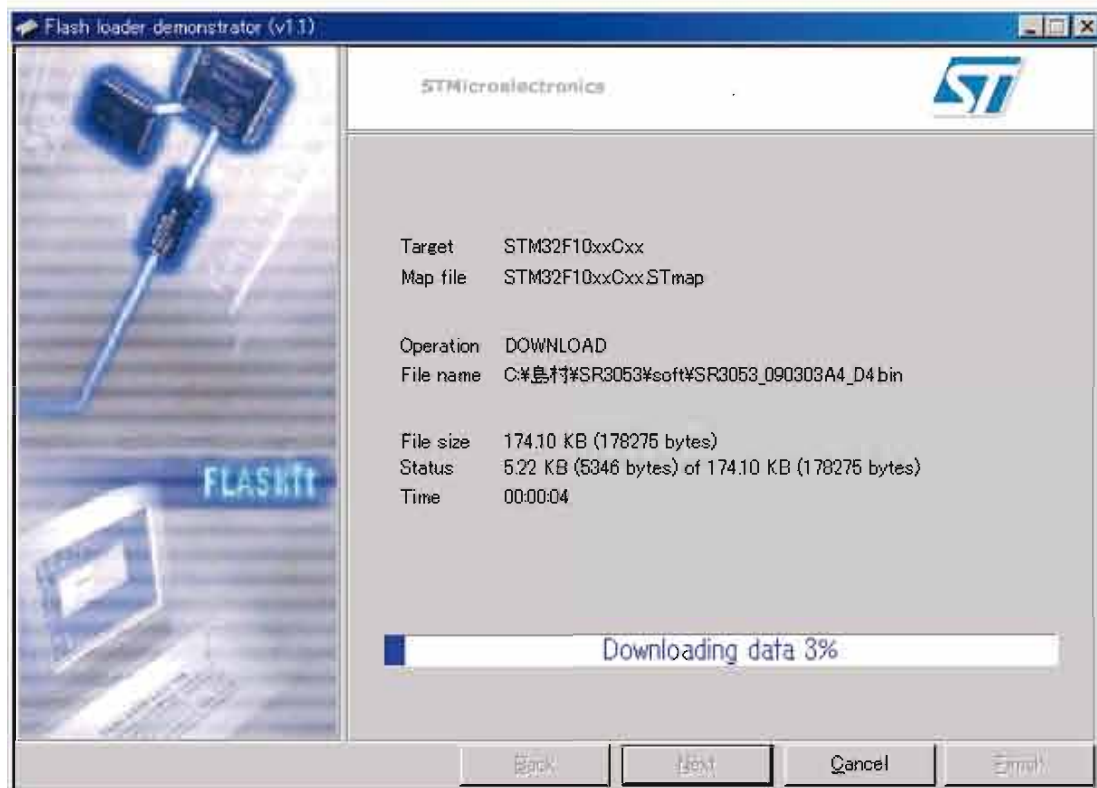 Flash loader demonstrator (v1.1)
STMicroelectronics
ST
Target STM32F10xxCxx
Map file STM32F10xxCxx.STmap
Operation DOWNLOAD
File name C:¥島村¥SR3053¥soft¥SR3053_090303A4_D4.bin
File size 174.10 KB (178275 bytes)
Status 5.22 KB (5346 bytes) of 174.10 KB (178275 bytes)
Time 00:00:04
Downloading data 3%
Back Next Cancel